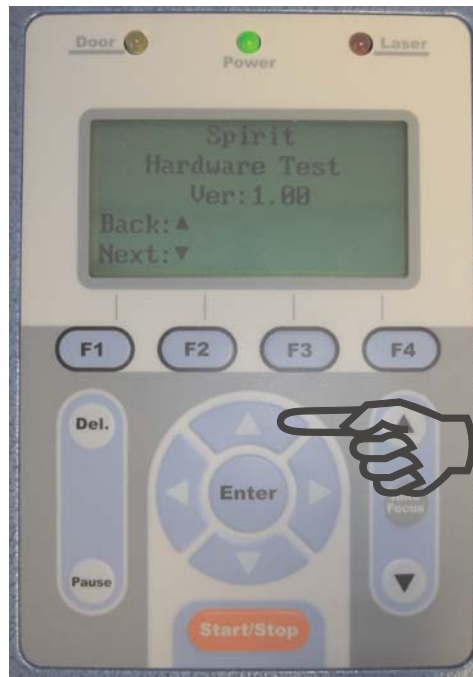 Door
Power
Laser
Spirit
Hardware Test
Ver:1.00
Back:▲
Next:▼
F1 F2 F3 F4
Del.
Enter
Focus
Pause
Start/Stop